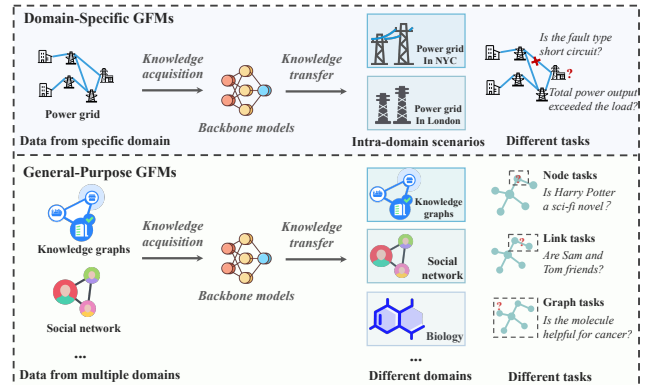 Domain-Specific GFMs
Power grid
Data from specific domain
Knowledge
acquisition
Backbone models
Knowledge
transfer
Power grid
In NYC
Power grid
In London
Intra-domain scenarios
Is the fault type
short circuit?
?
Total power output
exceeded the load?
Different tasks
General-Purpose GFMs
Knowledge graphs
Social network
...
Data from multiple domains
Knowledge
acquisition
Backbone models
Knowledge
transfer
Knowledge
graphs
Social
network
Biology
...
Different domains
?
Node tasks
Is Harry Potter
a sci-fi novel?
?
Link tasks
Are Sam and
Tom friends?
?
Graph tasks
Is the molecule
helpful for cancer?
Different tasks